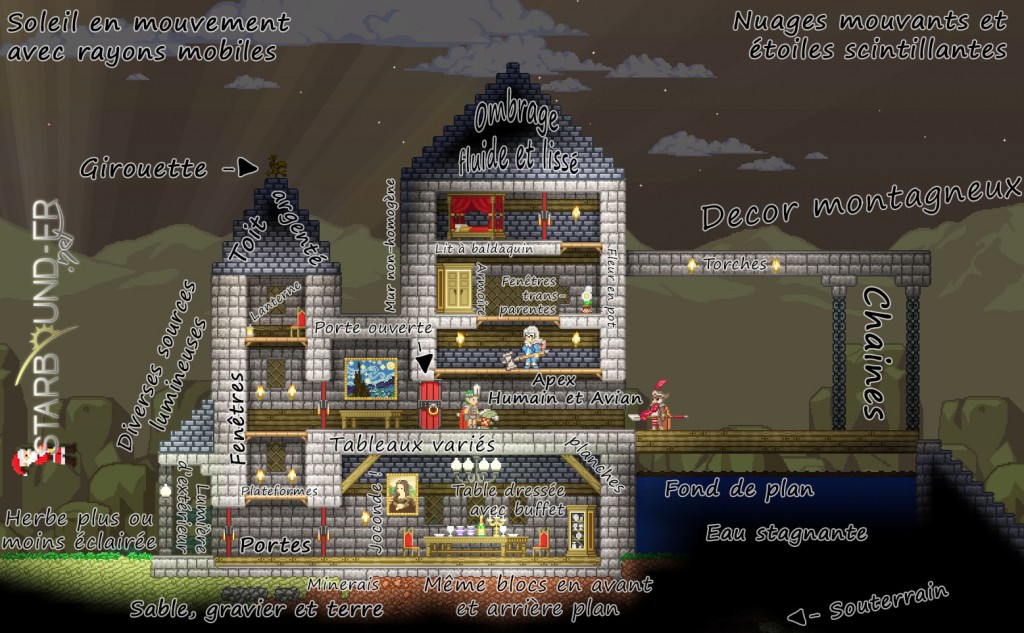 Soleil en mouvement
avec rayons mobiles
Nuages mouvants et
étoiles scintillantes
Ombrage
fluide et lissé
Girouette
Toit argenté
Mur non-homogène
Decor montagneux
STARBOUND-FR
Lit à baldaquin
Torches
Armoire
Fenêtres
trans-
parentes
Fleur en pot
Lanterne
Porte ouverte
Chaines
Diverses sources
lumineuses
Fenêtres
Apex
Humain et Avian
Tableaux variés
planches
Plateformes
Joconde !
Table dressée
avec buffet
Fond de plan
Eau stagnante
Herbe plus ou
moins éclairée
Lumière
d'extérieur
Portes
Minerais
Même blocs en avant
et arrière plan
Sable, gravier et terre
Souterrain